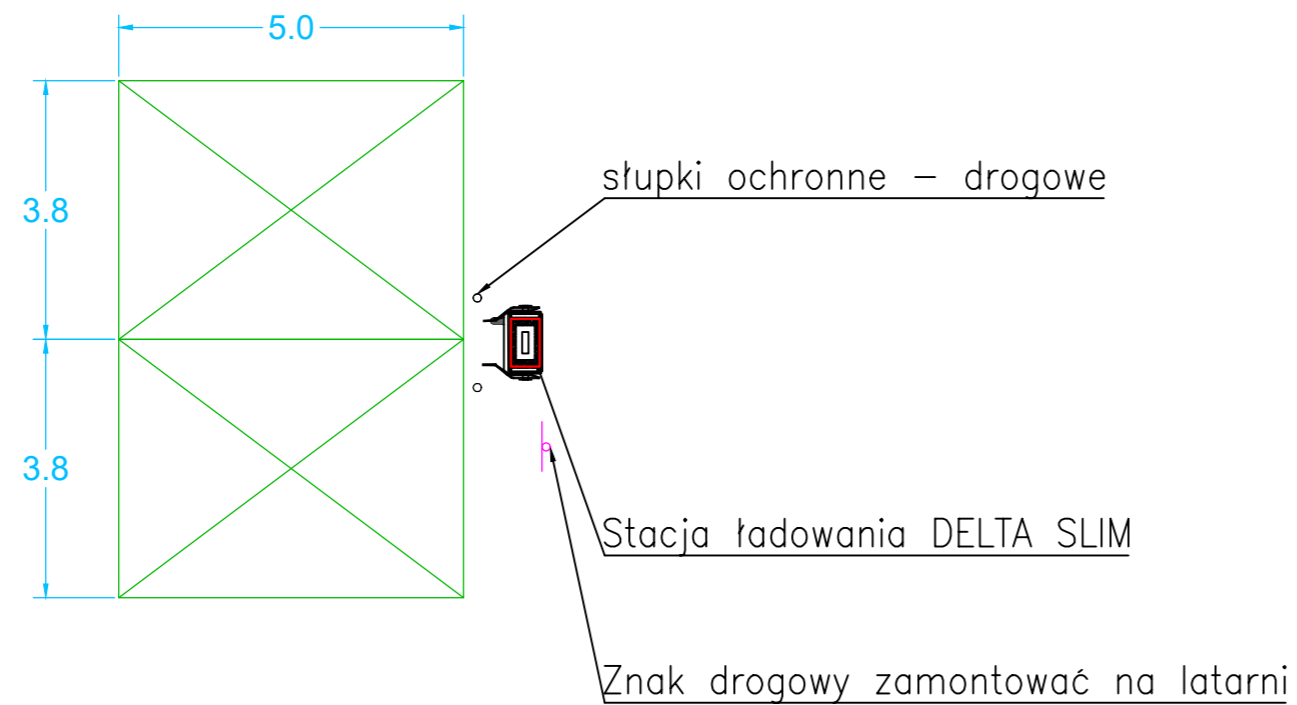 5.0
słupki ochronne – drogowe
3.8
3.8
Stacja ładowania DELTA SLIM
Znak drogowy zamontować na latarni